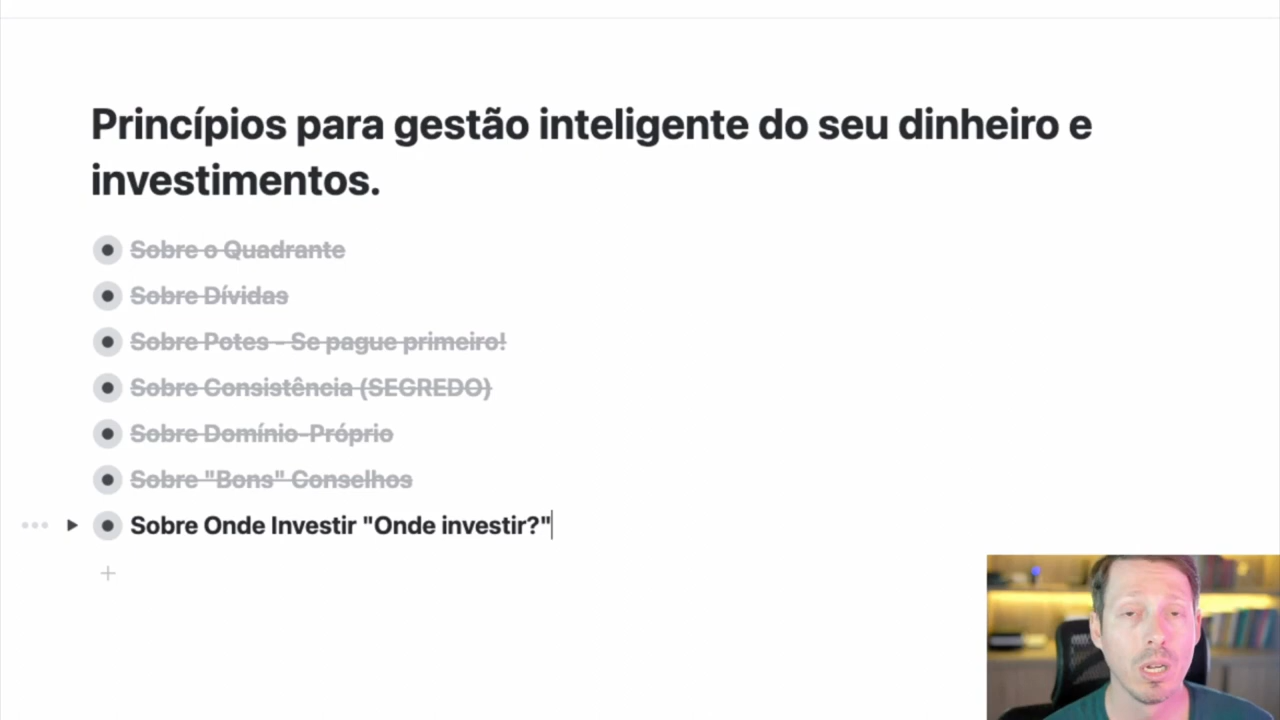 Princípios para gestão inteligente do seu dinheiro e
investimentos.
Sobre o Quadrante
Sobre Dívidas
Sobre Potes - Se pague primeiro!
Sobre Consistência (SEGREDO)
Sobre Domínio-Próprio
Sobre "Bons" Conselhos
Sobre Onde Investir "Onde investir?"